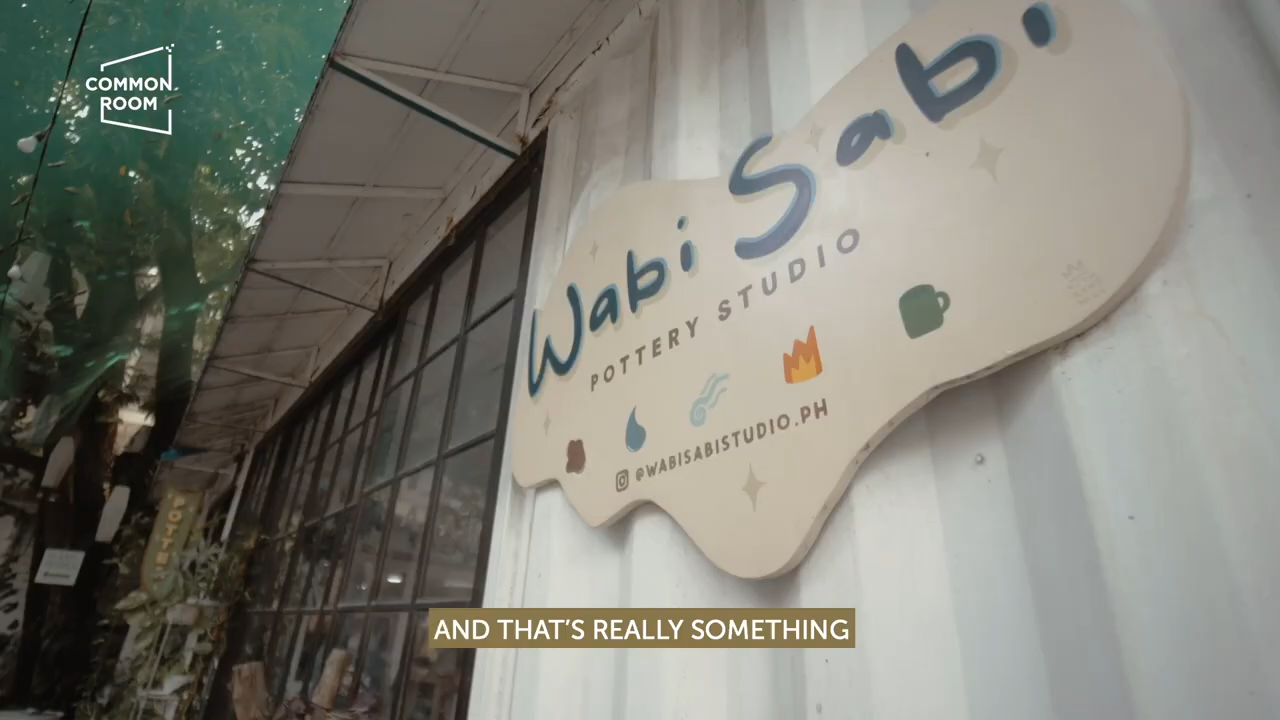 COMMON
ROOM
Wabi Sabi
POTTERY STUDIO
@WABISABISTUDIO.PH
AND THAT'S REALLY SOMETHING